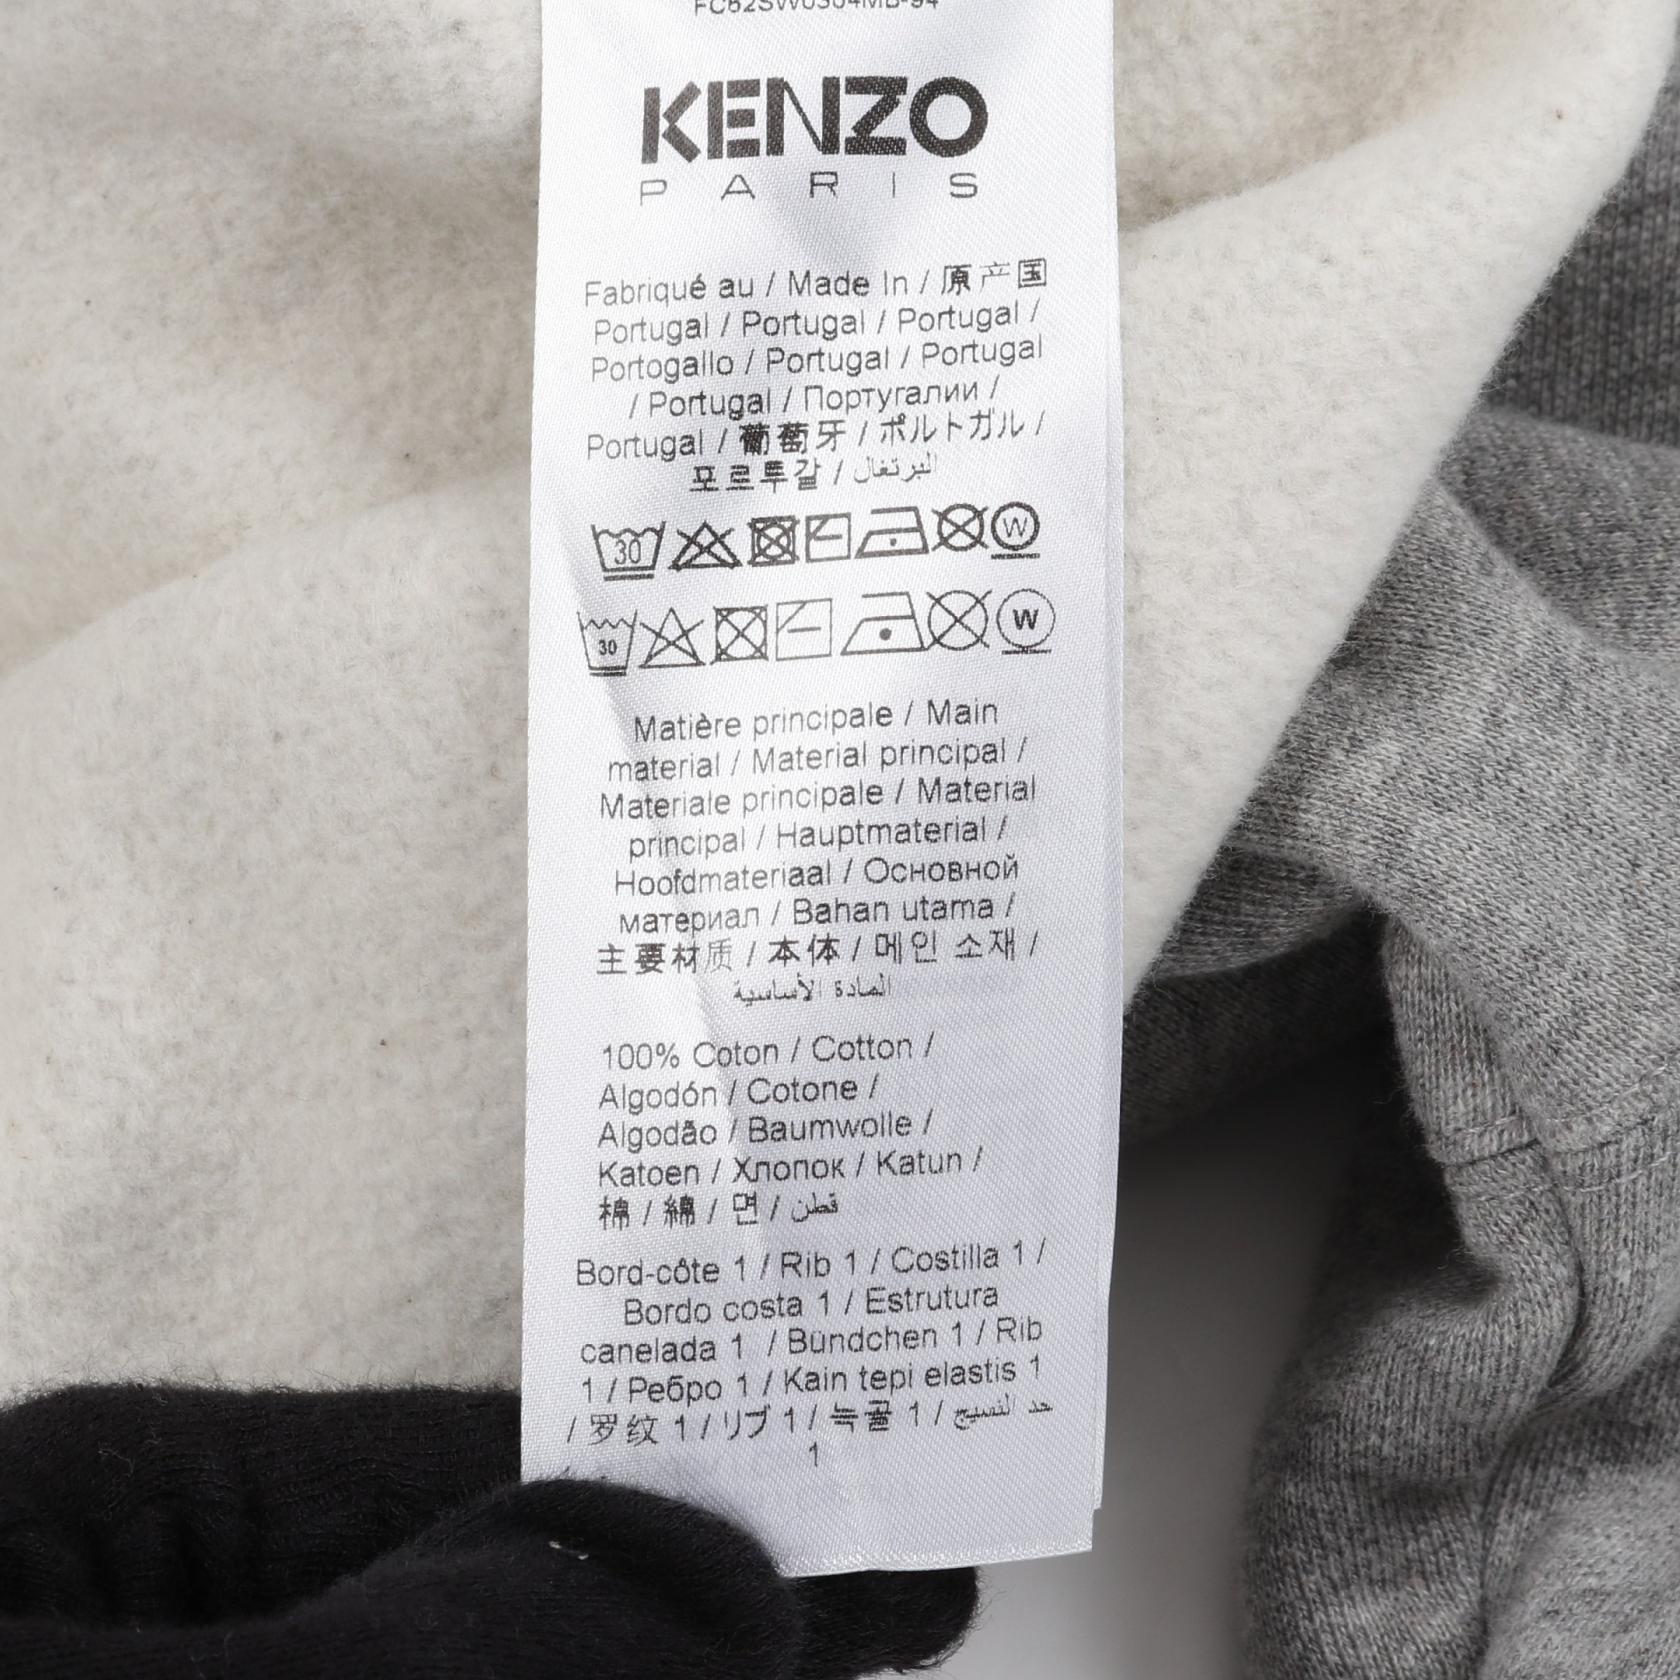 KENZO
PARIS
Fabriqué au / Made In / 原产国
Portugal / Portugal / Portugal /
Portogallo / Portugal / Portugal
/ Portugal / Португалии /
Portugal / 葡萄牙 / ポルトガル /
포르투갈 / البرتغال
30 W
30 W
Matière principale / Main
material / Material principal /
Materiale principale / Material
principal / Hauptmaterial /
Hoofdmateriaal / Основной
материал / Bahan utama /
主要材质 / 本体 / 메인 소재 /
المادة الأساسية
100% Coton / Cotton /
Algodón / Cotone /
Algodão / Baumwolle /
Katoen / Хлопок / Katun /
棉 / 綿 / 면 / قطن
Bord-côte 1 / Rib 1 / Costilla 1 /
Bordo costa 1 / Estrutura
canelada 1 / Bündchen 1 / Rib
1 / Ребро 1 / Kain tepi elastis 1
/ 罗纹 1 / リブ 1 / 늑골 1 / حد النسيج
1